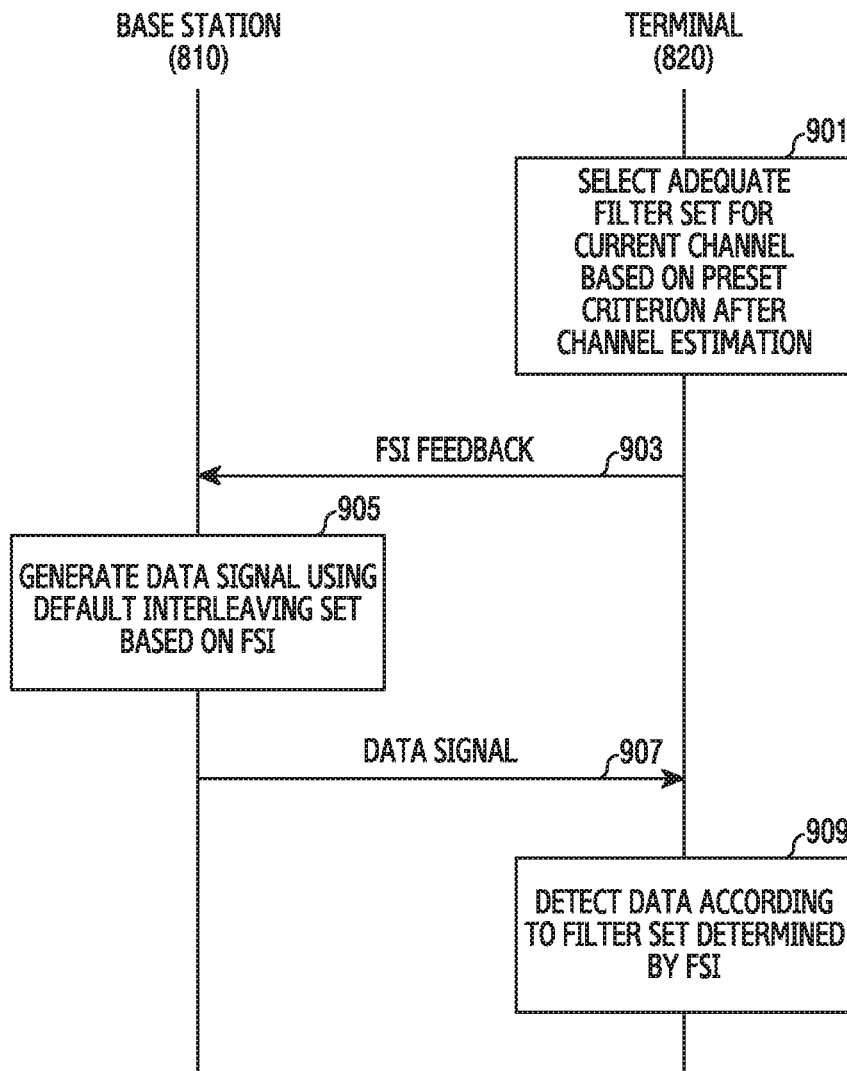 BASE STATION
(810)
TERMINAL
(820)
901
SELECT ADEQUATE
FILTER SET FOR
CURRENT CHANNEL
BASED ON PRESET
CRITERION AFTER
CHANNEL ESTIMATION
FSI FEEDBACK
903
905
GENERATE DATA SIGNAL USING
DEFAULT INTERLEAVING SET
BASED ON FSI
DATA SIGNAL
907
909
DETECT DATA ACCORDING
TO FILTER SET DETERMINED
BY FSI